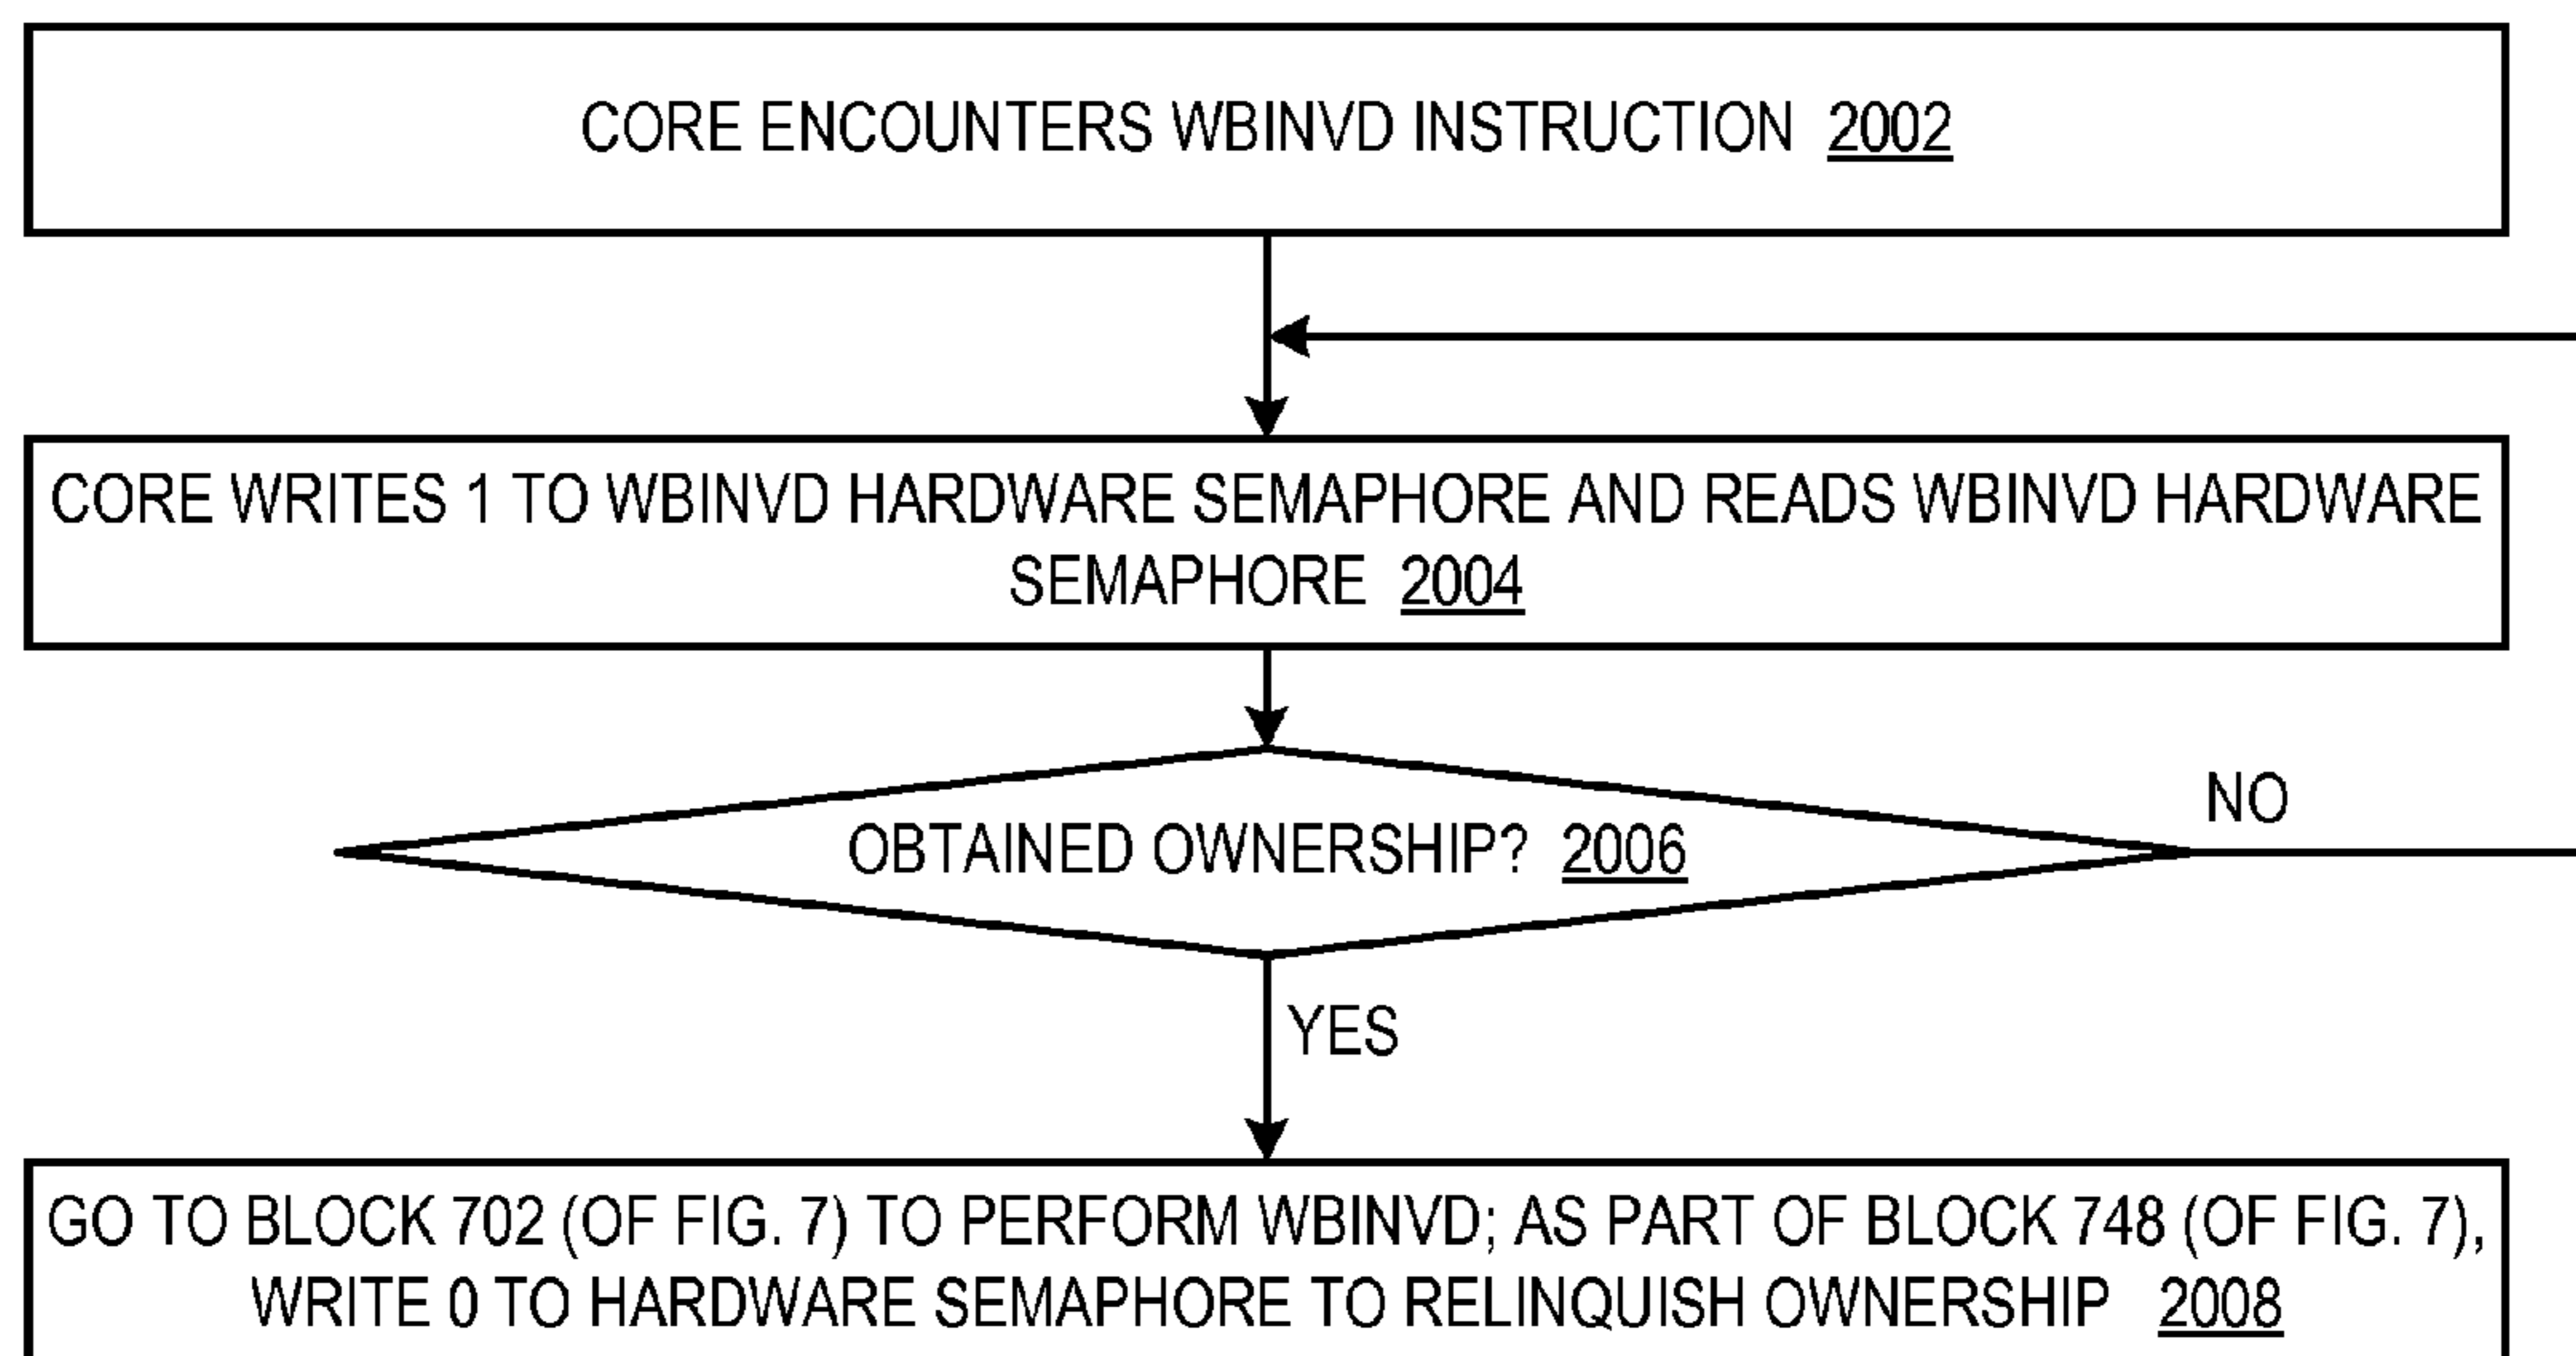 CORE ENCOUNTERS WBINVD INSTRUCTION 2002
CORE WRITES 1 TO WBINVD HARDWARE SEMAPHORE AND READS WBINVD HARDWARE
SEMAPHORE 2004
NO
OBTAINED OWNERSHIP? 2006
YES
GO TO BLOCK 702 (OF FIG. 7) TO PERFORM WBINVD; AS PART OF BLOCK 748 (OF FIG. 7),
WRITE 0 TO HARDWARE SEMAPHORE TO RELINQUISH OWNERSHIP 2008